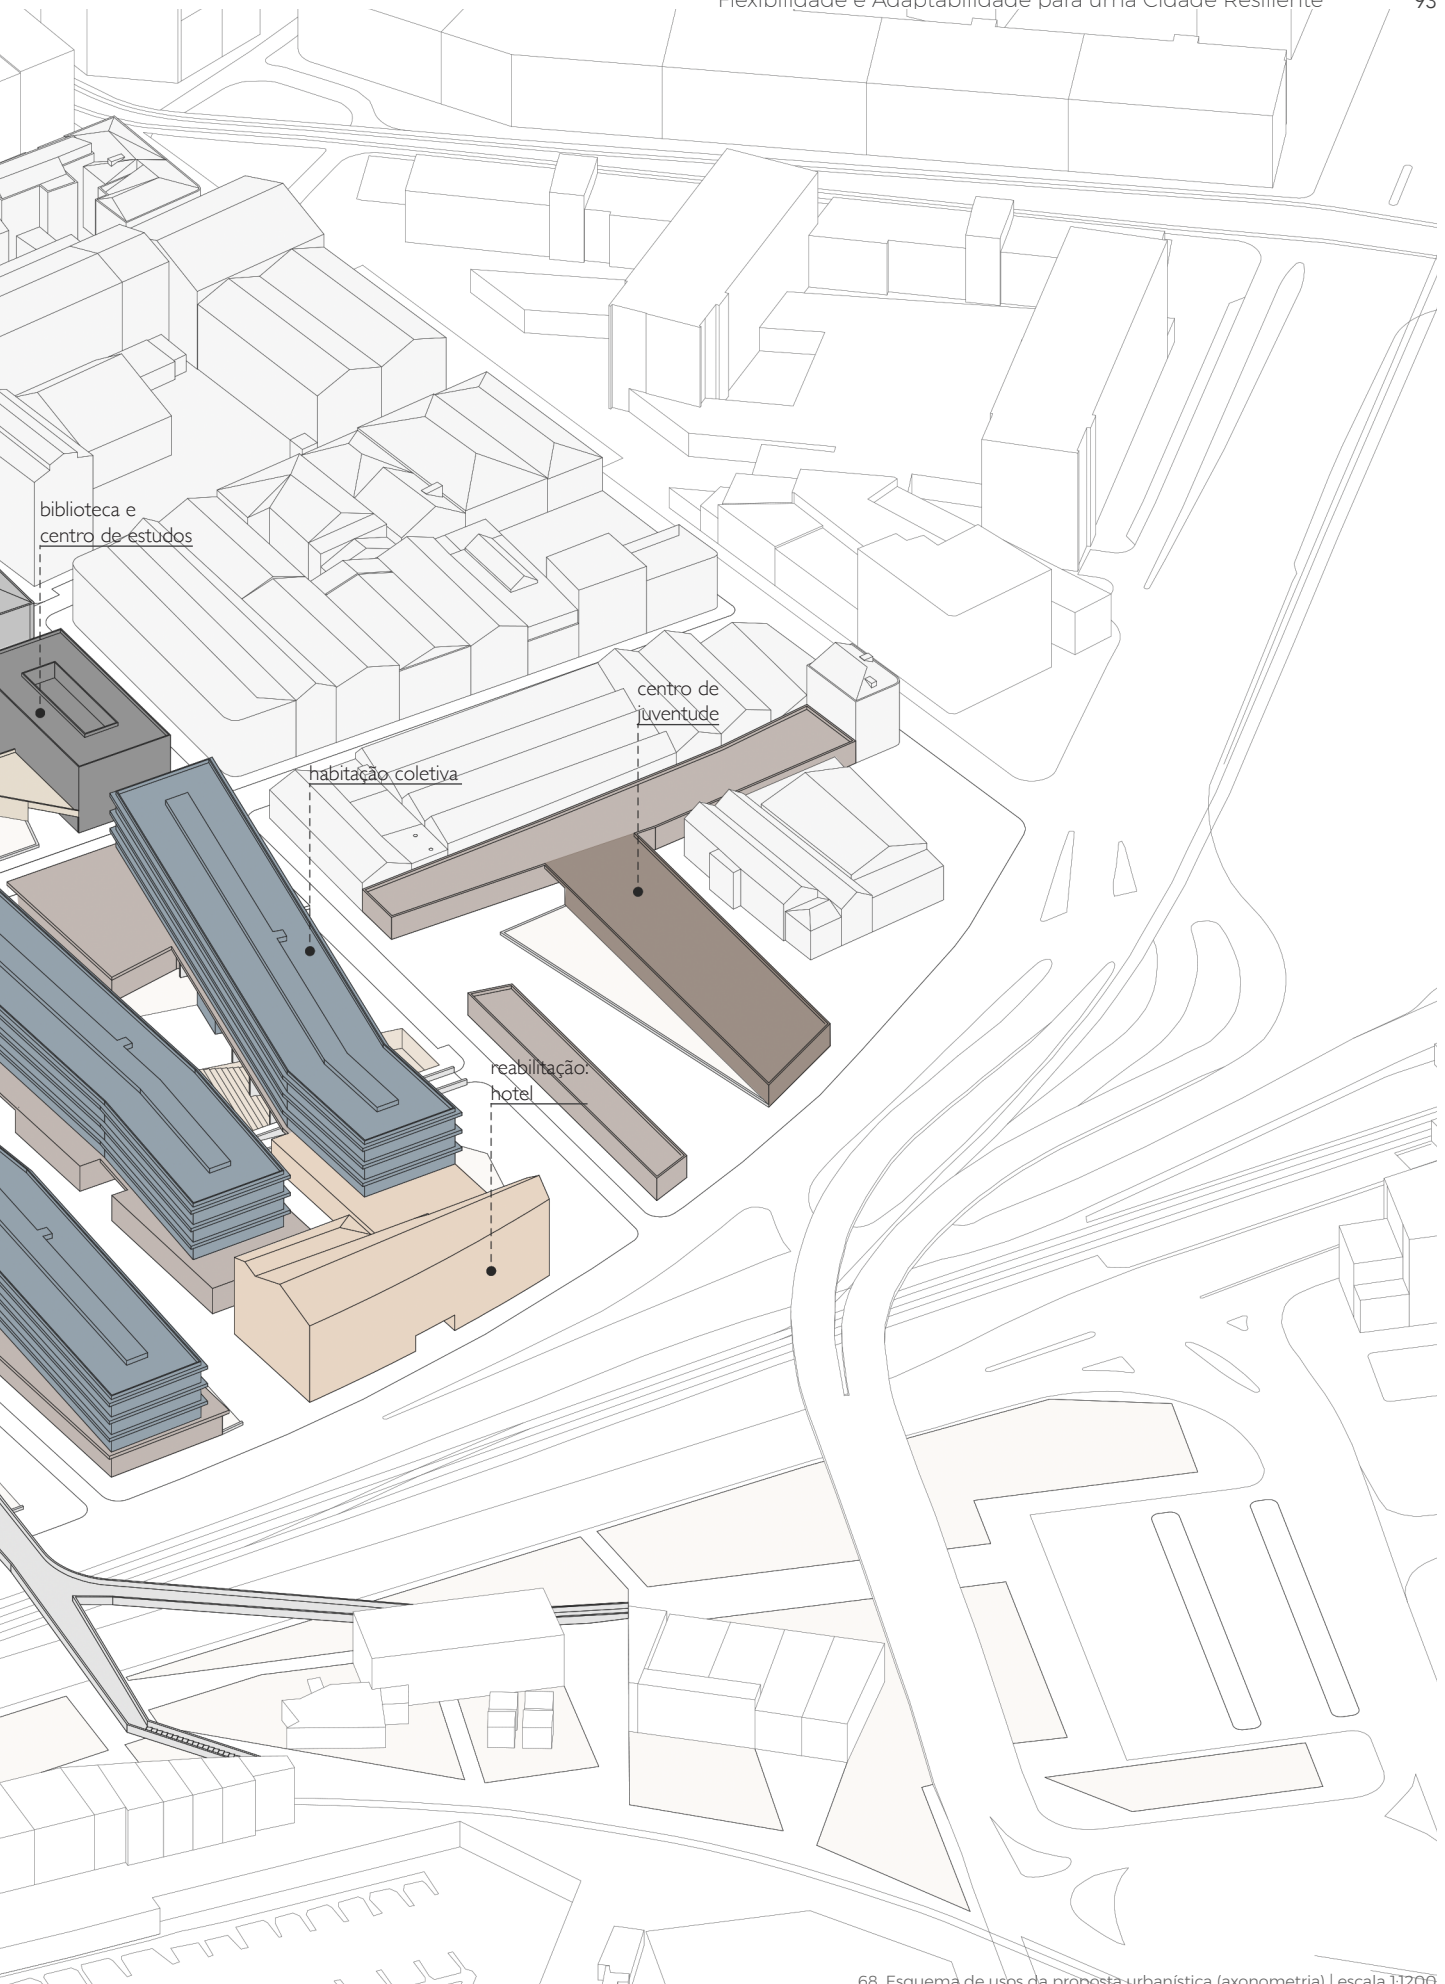 Flexibilidade e Adaptabilidade para uma Cidade Resiliente 93
biblioteca e
centro de estudos
centro de
juventude
habitação coletiva
reabilitação:
hotel
68. Esquema de usos da proposta urbanística (axonometria) | escala 1:1200